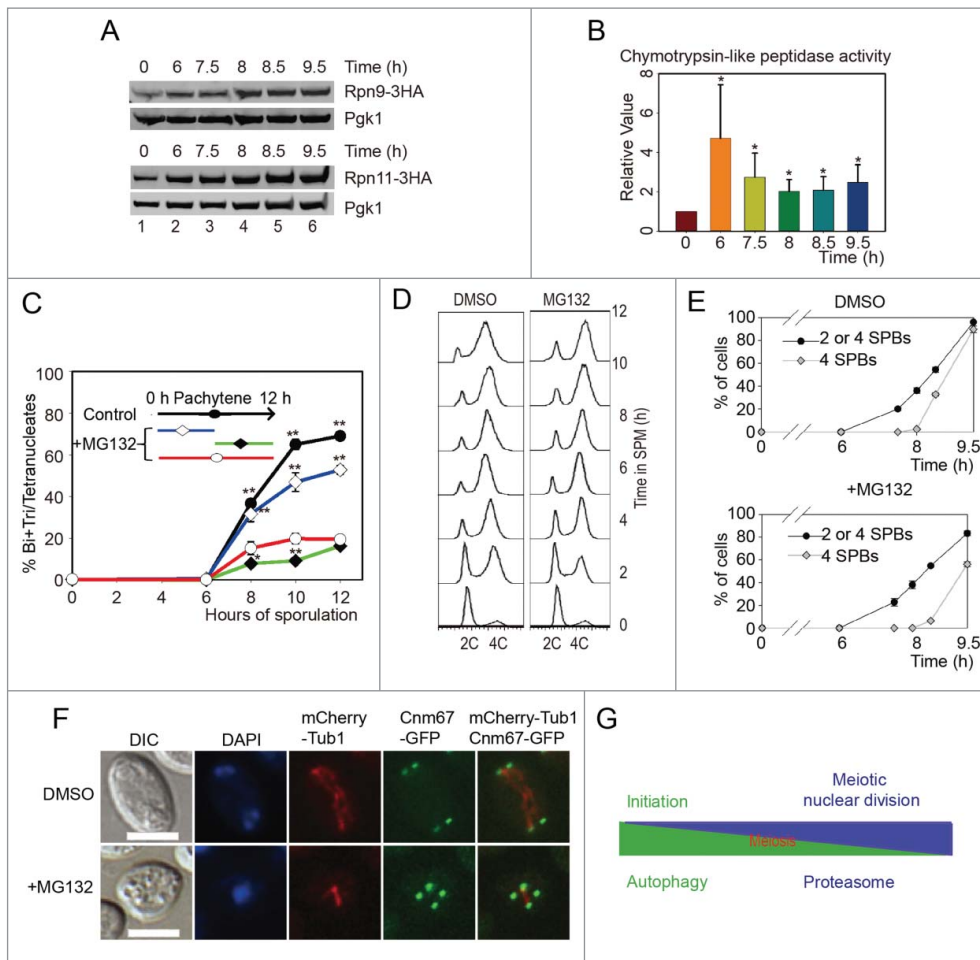 A
0 6 7.5 8 8.5 9.5 Time (h)
Rpn9-3HA
Pgk1
0 6 7.5 8 8.5 9.5 Time (h)
Rpn11-3HA
Pgk1
1 2 3 4 5 6
B
Chymotrypsin-like peptidase activity
Relative Value
8
6
4
2
0
* * * * * *
0 6 7.5 8 8.5 9.5
Time (h)
C
% Bi+Tri/Tetranucleates
100
80
60
40
20
0
0 h Pachytene 12 h
Control
+MG132
** ** **
** ** **
* **
0 2 4 6 8 10 12
Hours of sporulation
D
DMSO MG132
12
10
8
6
4
2
0
Time in SPM (h)
2C 4C 2C 4C
E
DMSO
% of cells
100
80
60
40
20
0
2 or 4 SPBs
4 SPBs
0 6 8 9.5
Time (h)
+MG132
% of cells
100
80
60
40
20
0
2 or 4 SPBs
4 SPBs
0 6 8 9.5
Time (h)
F
DIC
DAPI
mCherry
-Tub1
Cnm67
-GFP
mCherry-Tub1
Cnm67-GFP
DMSO
+MG132
G
Initiation
Meiotic
nuclear division
Meiosis
Autophagy
Proteasome